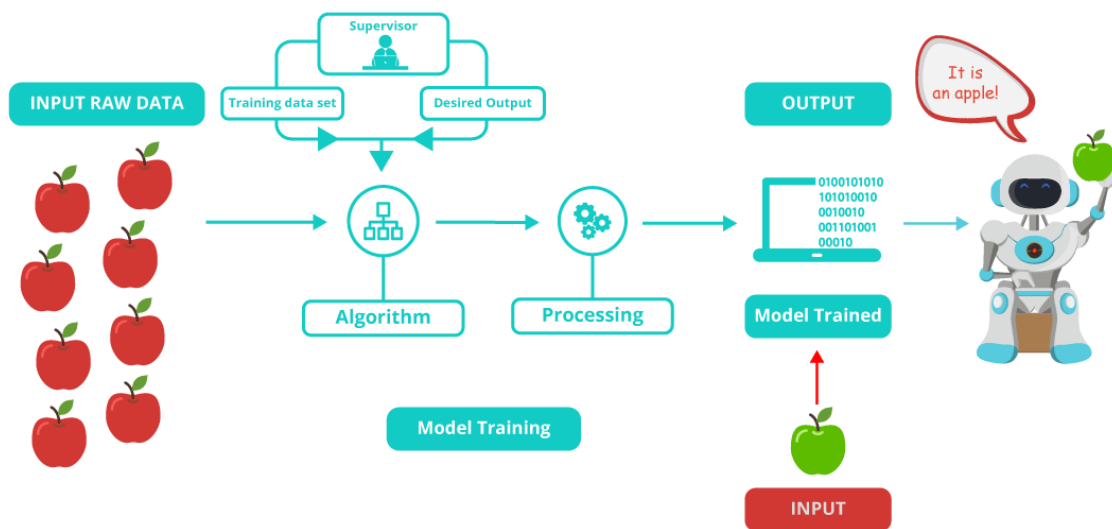 Supervisor
INPUT RAW DATA
Training data set
Desired Output
OUTPUT
It is
an apple!
0100101010
101010010
0010010
001101001
00010
Algorithm
Processing
Model Trained
Model Training
INPUT